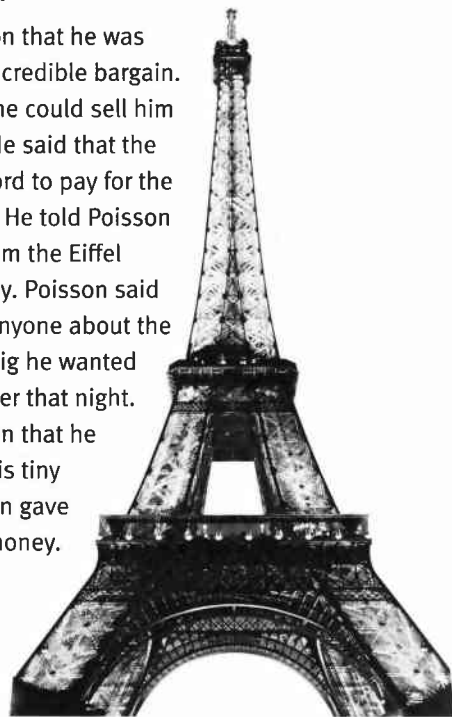 on that he was
credible bargain.
he could sell him
He said that the
ord to pay for the
He told Poisson
m the Eiffel
y. Poisson said
nyone about the
ig he wanted
er that night.
n that he
is tiny
n gave
noney.